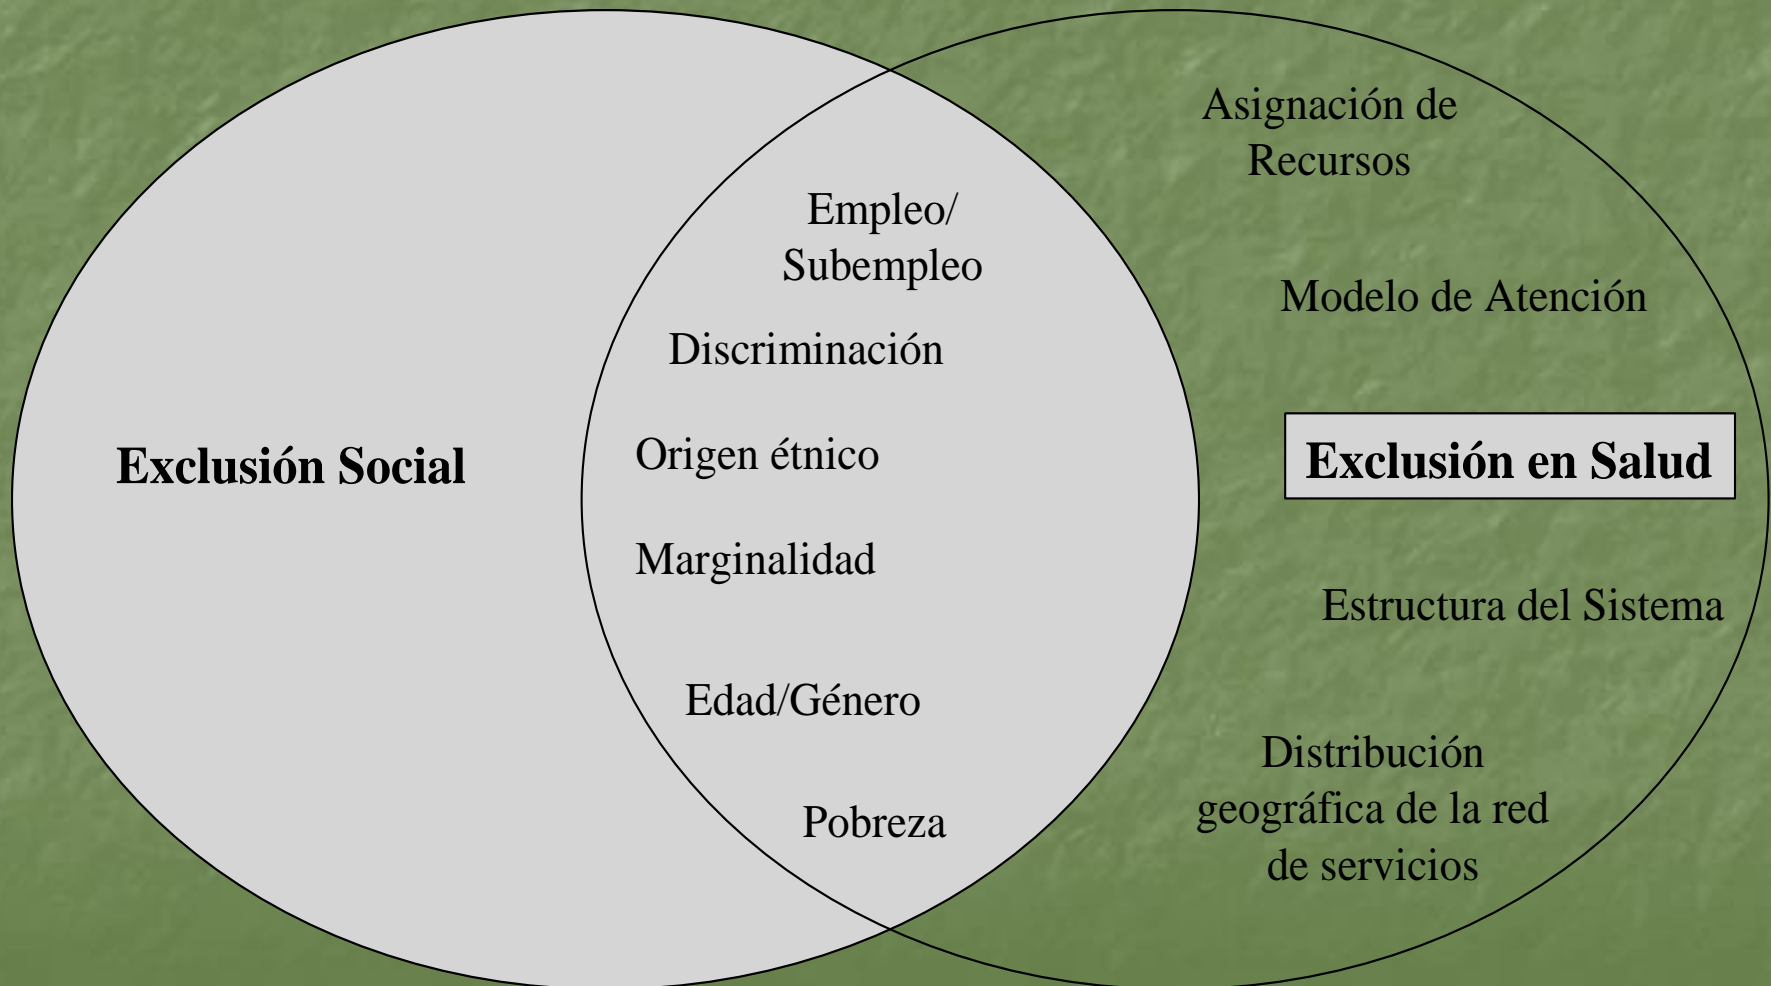 Exclusión Social
Empleo/
Subempleo
Discriminación
Origen étnico
Marginalidad
Edad/Género
Pobreza
Asignación de
Recursos
Modelo de Atención
Exclusión en Salud
Estructura del Sistema
Distribución
geográfica de la red
de servicios